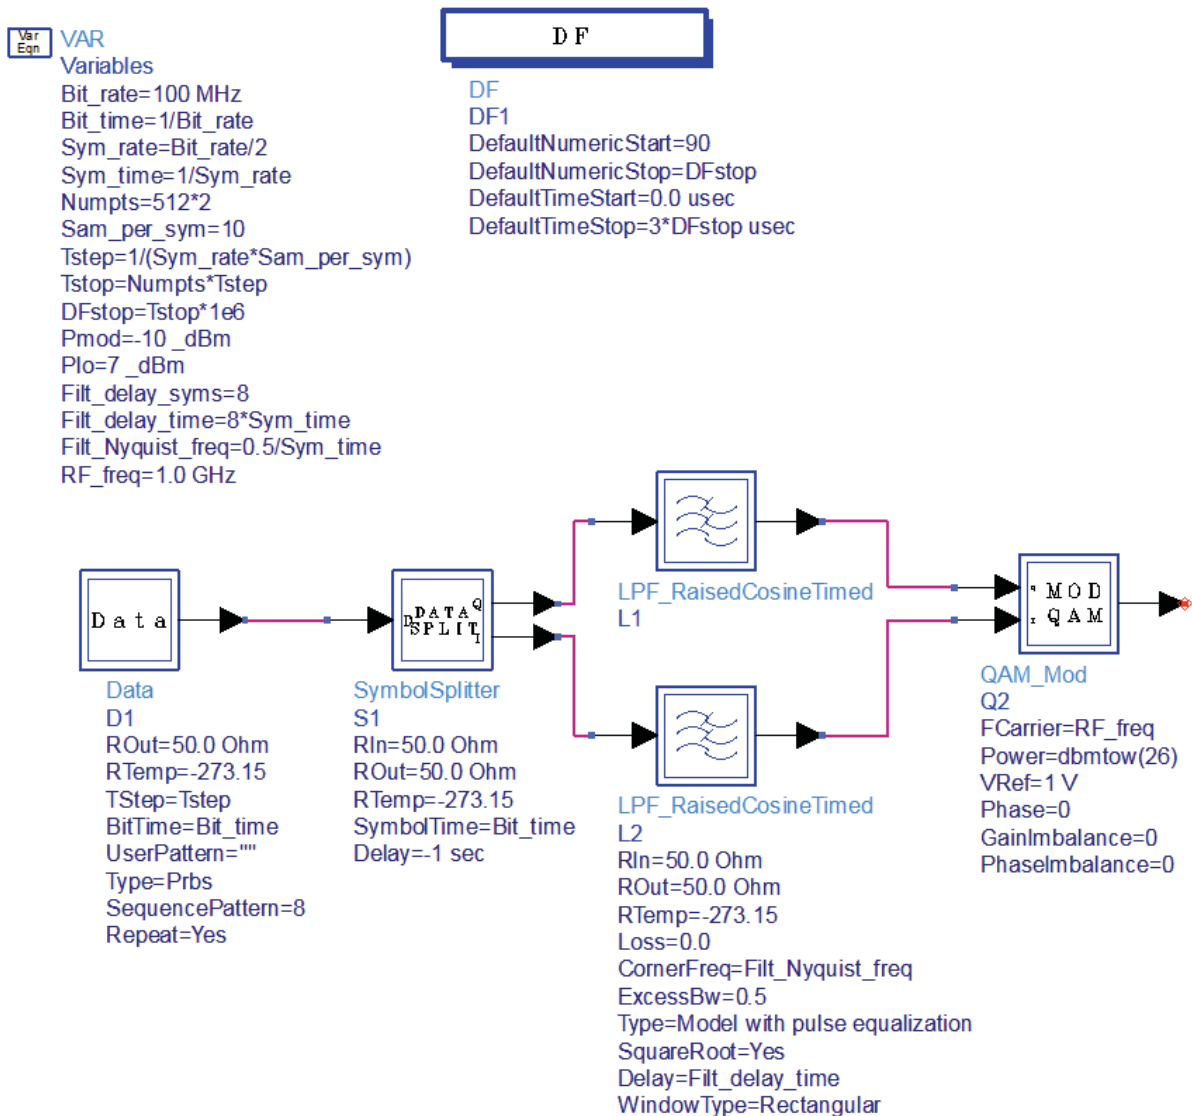 Var
Eqn
VAR
Variables
Bit_rate=100 MHz
Bit_time=1/Bit_rate
Sym_rate=Bit_rate/2
Sym_time=1/Sym_rate
Numpts=512*2
Sam_per_sym=10
Tstep=1/(Sym_rate*Sam_per_sym)
Tstop=Numpts*Tstep
DFstop=Tstop*1e6
Pmod=-10 _dBm
Plo=7 _dBm
Filt_delay_syms=8
Filt_delay_time=8*Sym_time
Filt_Nyquist_freq=0.5/Sym_time
RF_freq=1.0 GHz
DF
DF
DF1
DefaultNumericStart=90
DefaultNumericStop=DFstop
DefaultTimeStart=0.0 usec
DefaultTimeStop=3*DFstop usec
Data
Data
D1
ROut=50.0 Ohm
RTemp=-273.15
TStep=Tstep
BitTime=Bit_time
UserPattern=""
Type=Prbs
SequencePattern=8
Repeat=Yes
Q
DATA
D
SPLIT
I
SymbolSplitter
S1
RIn=50.0 Ohm
ROut=50.0 Ohm
RTemp=-273.15
SymbolTime=Bit_time
Delay=-1 sec
LPF_RaisedCosineTimed
L1
LPF_RaisedCosineTimed
L2
RIn=50.0 Ohm
ROut=50.0 Ohm
RTemp=-273.15
Loss=0.0
CornerFreq=Filt_Nyquist_freq
ExcessBw=0.5
Type=Model with pulse equalization
SquareRoot=Yes
Delay=Filt_delay_time
WindowType=Rectangular
MOD
I QAM
QAM_Mod
Q2
FCarrier=RF_freq
Power=dbmtow(26)
VRef=1 V
Phase=0
GainImbalance=0
PhaseImbalance=0